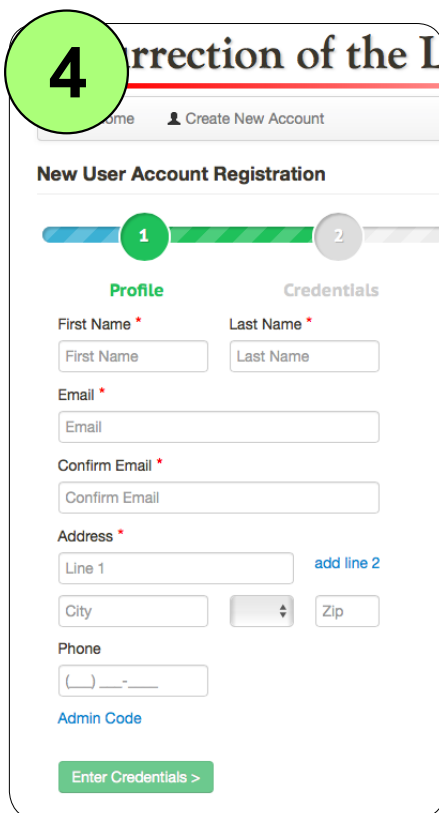 4
rrection of the L
ome Create New Account
New User Account Registration
1 2
Profile Credentials
First Name * Last Name *
First Name Last Name
Email *
Email
Confirm Email *
Confirm Email
Address *
Line 1 add line 2
City Zip
Phone
(__) ___-____
Admin Code
Enter Credentials >